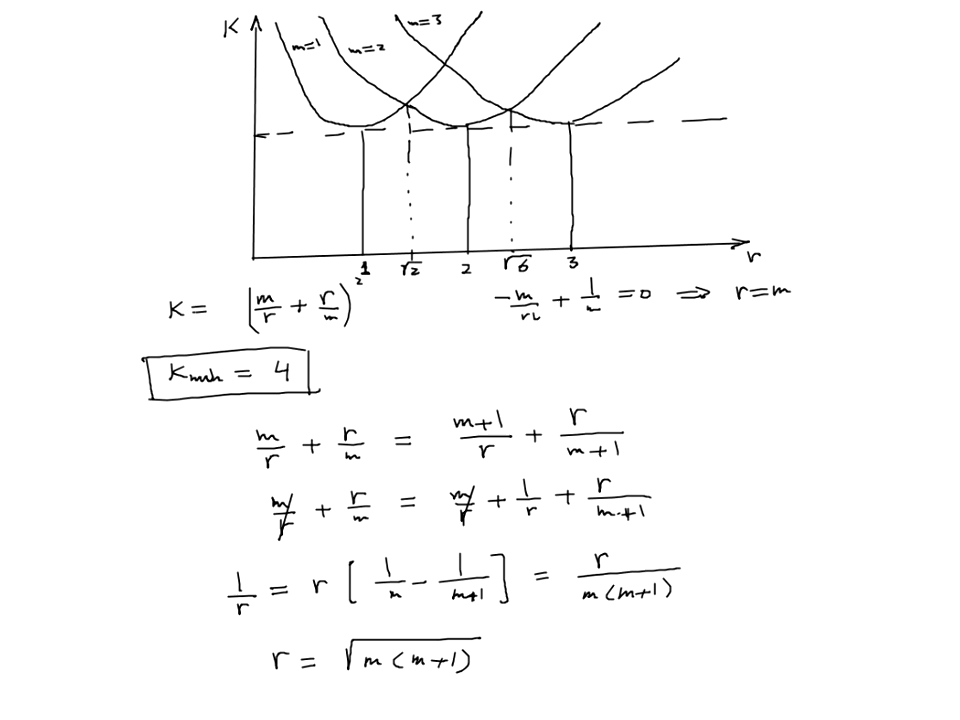 K
m=1 m=2 m=3
1 √2 2 √6 3 r
K = (m/r + r/m)² -m/r2 + 1/m = 0 ⇒ r=m
Kmin = 4
m/r + r/m = m+1/r + r/m+1
m/r + r/m = m/r + 1/r + r/m+1
1/r = r [ 1/m - 1/m+1 ] = r/m(m+1)
r = √m(m+1)